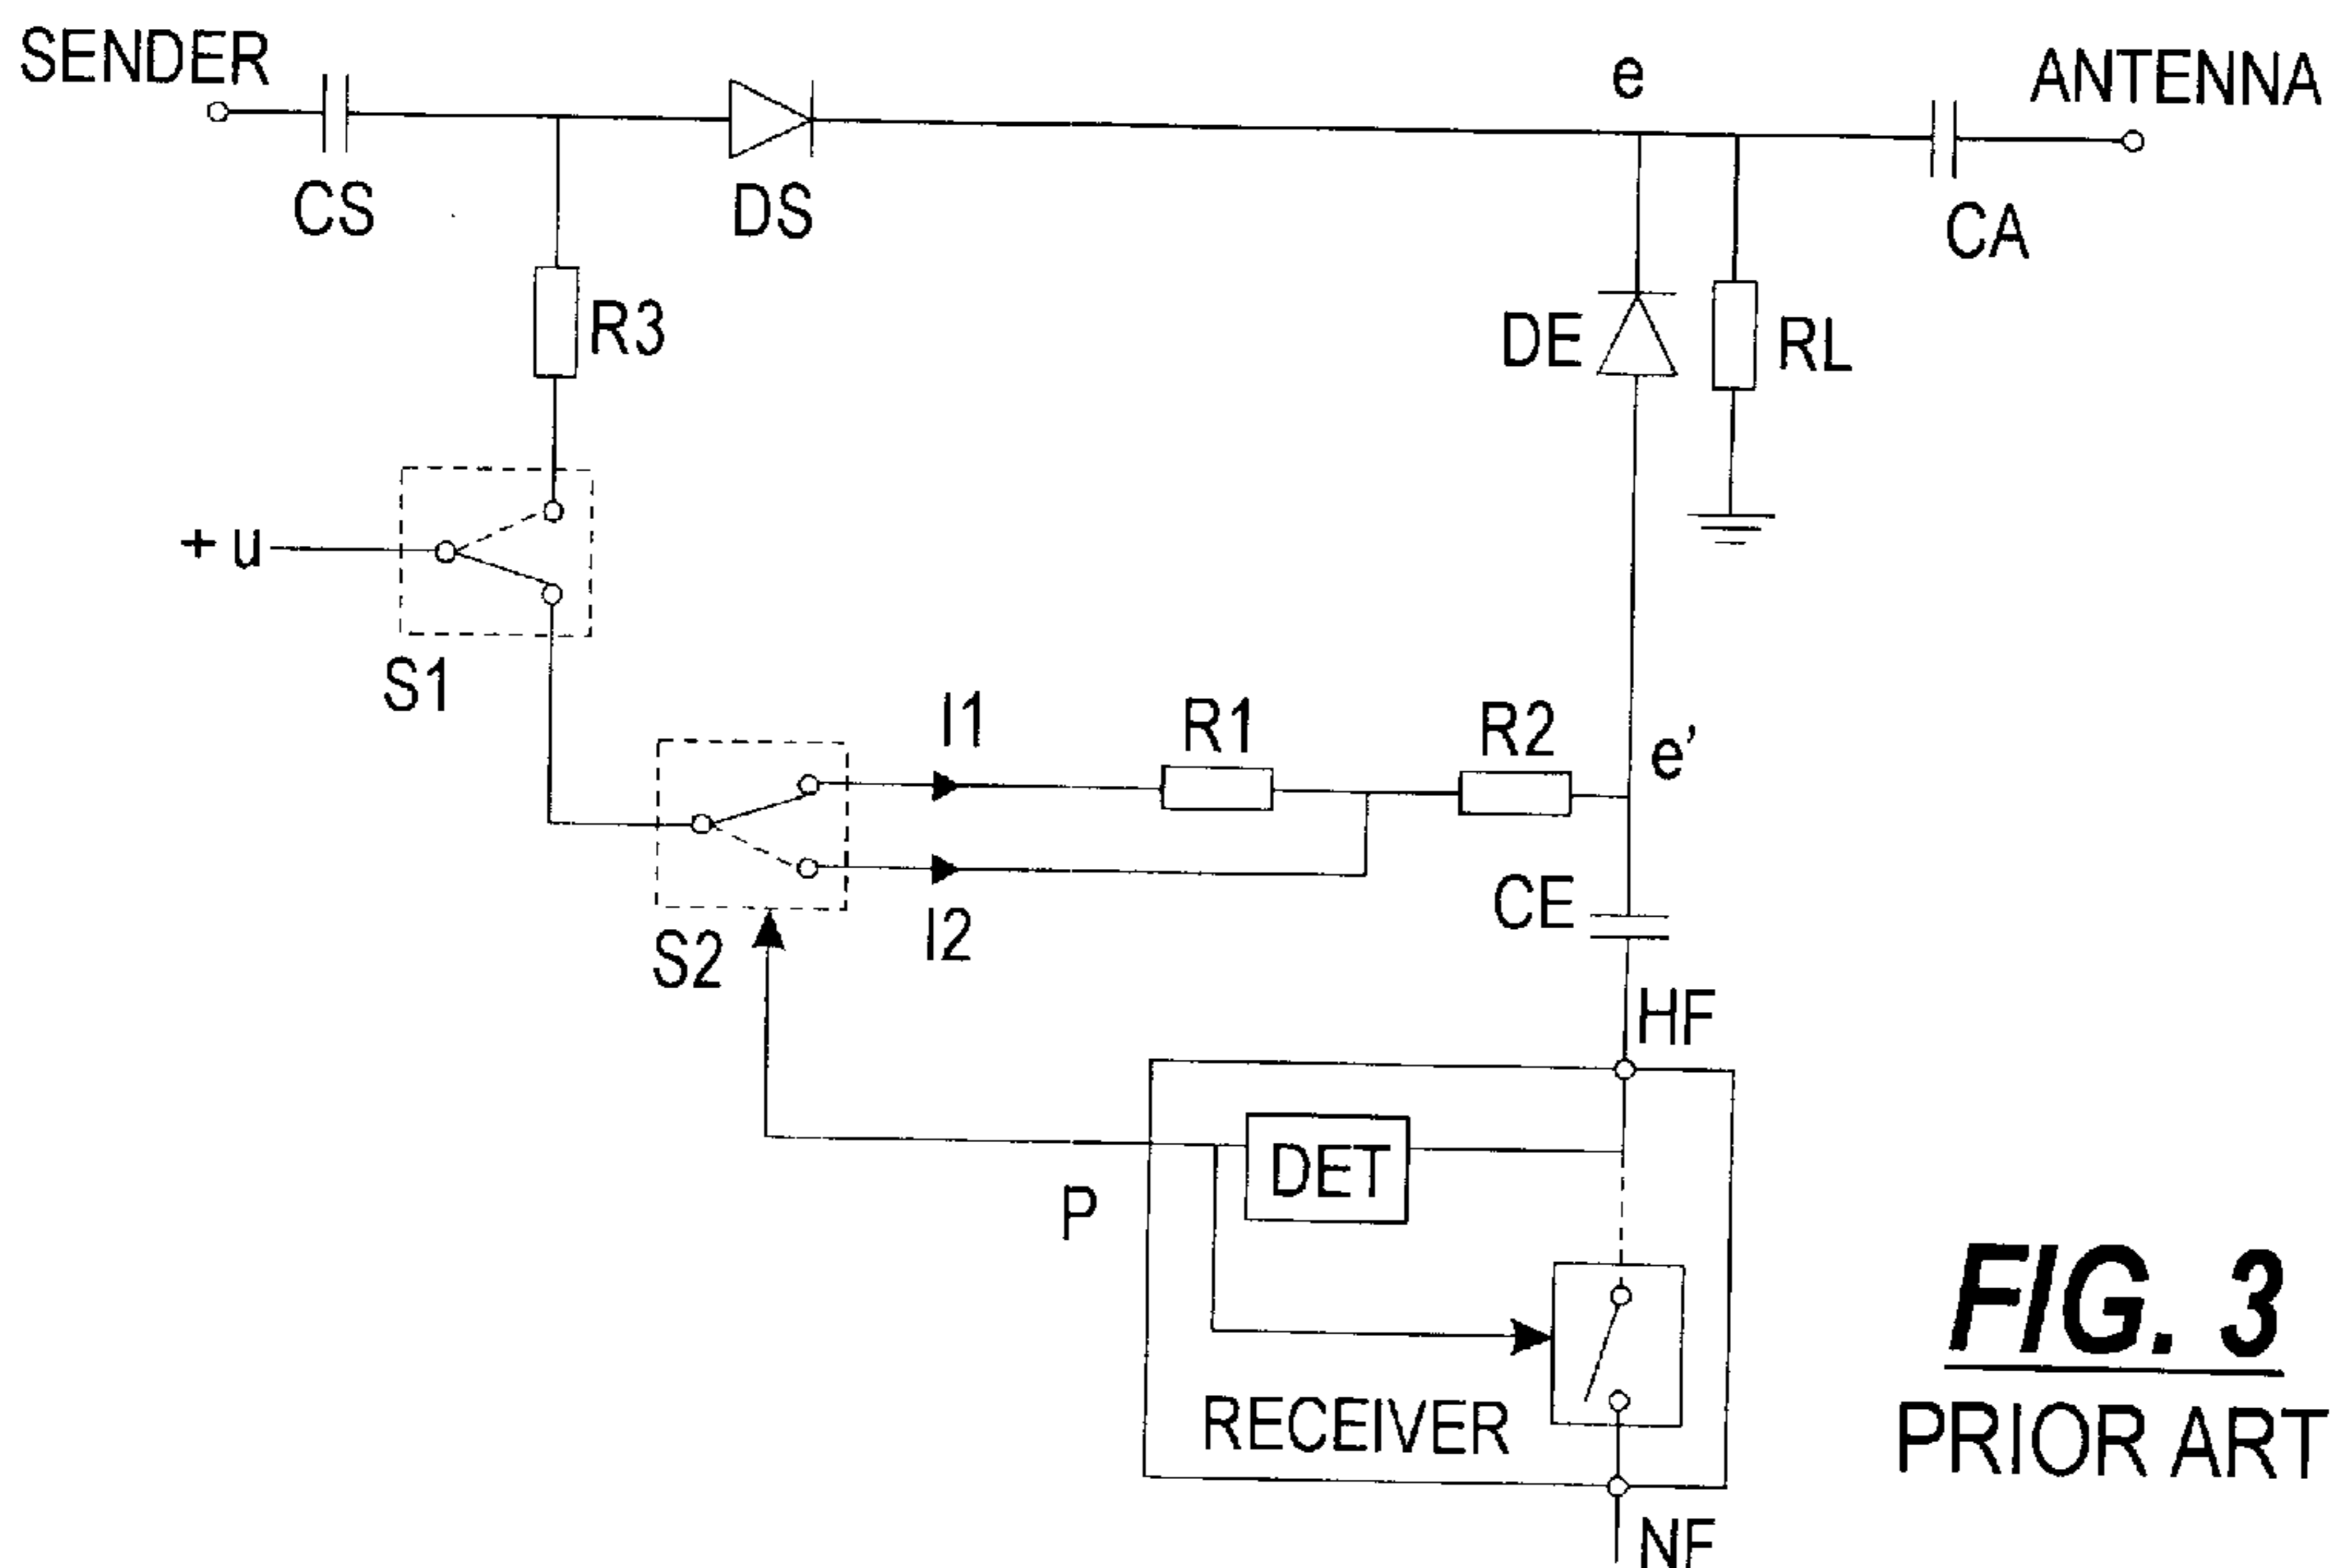 SENDER
e
ANTENNA
CS
DS
CA
R3
DE
RL
+ u
S1
I1
R1
R2
e'
CE
I2
S2
HF
DET
P
RECEIVER
FIG. 3
PRIOR ART
NF